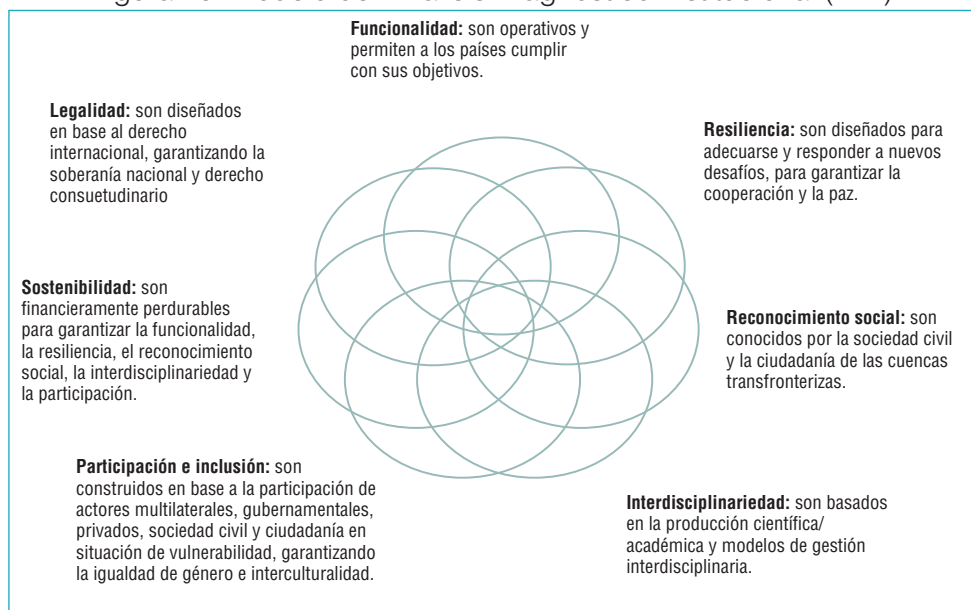 Funcionalidad: son operativos y
permiten a los países cumplir
con sus objetivos.
Legalidad: son diseñados
en base al derecho
internacional, garantizando la
soberanía nacional y derecho
consuetudinario
Resiliencia: son diseñados para
adecuarse y responder a nuevos
desafíos, para garantizar la
cooperación y la paz.
Sostenibilidad: son
financieramente perdurables
para garantizar la funcionalidad,
la resiliencia, el reconocimiento
social, la interdisciplinariedad y
la participación.
Reconocimiento social: son
conocidos por la sociedad civil
y la ciudadanía de las cuencas
transfronterizas.
Participación e inclusión: son
construidos en base a la participación de
actores multilaterales, gubernamentales,
privados, sociedad civil y ciudadanía en
situación de vulnerabilidad, garantizando
la igualdad de género e interculturalidad.
Interdisciplinariedad: son basados
en la producción científica/
académica y modelos de gestión
interdisciplinaria.